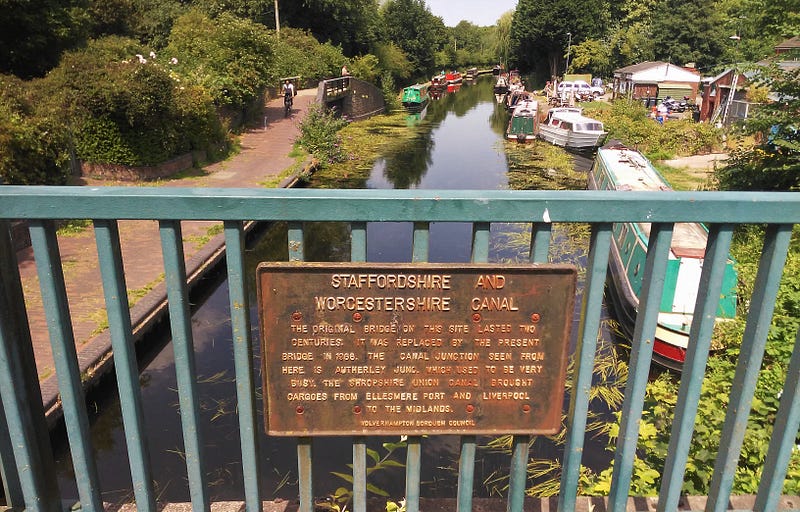 STAFFORDSHIRE AND
WORCESTERSHIRE CANAL
THE ORIGINAL BRIDGE ON THIS SITE LASTED TWO
CENTURIES. IT WAS REPLACED BY THE PRESENT
BRIDGE IN 1986. THE CANAL JUNCTION SEEN FROM
HERE IS AUTHERLEY JUNC. WHICH USED TO BE VERY
BUSY. THE SHROPSHIRE UNION CANAL BROUGHT
CARGOES FROM ELLESMERE PORT AND LIVERPOOL
TO THE MIDLANDS.
WOLVERHAMPTON BOROUGH COUNCIL